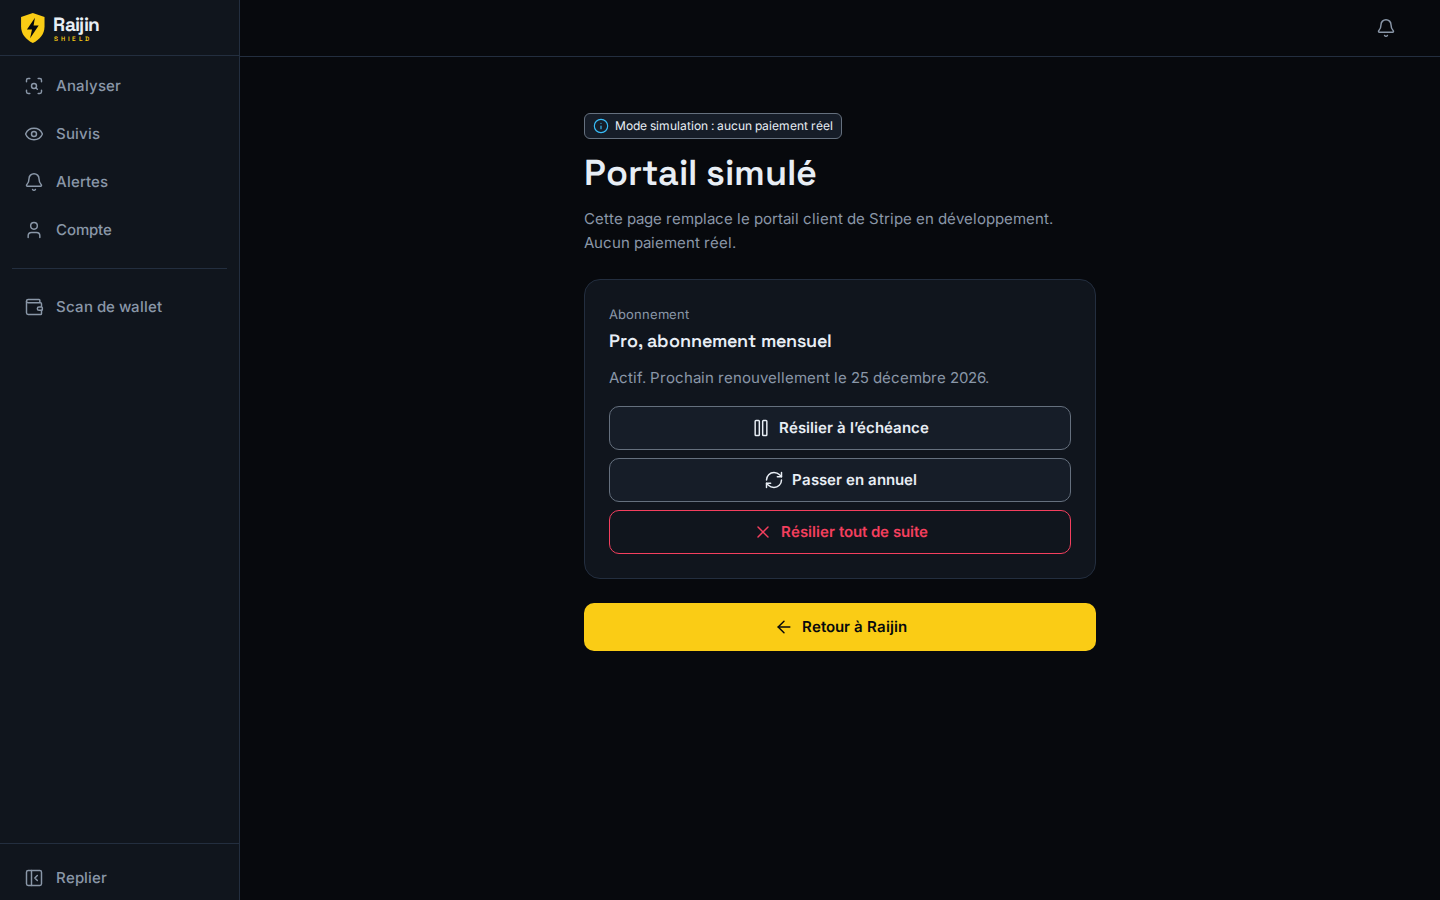 Raijin
SHIELD
Analyser
Suivis
Alertes
Compte
Scan de wallet
Replier
Mode simulation : aucun paiement réel
Portail simulé
Cette page remplace le portail client de Stripe en développement.
Aucun paiement réel.
Abonnement
Pro, abonnement mensuel
Actif. Prochain renouvellement le 25 décembre 2026.
Résilier à l’échéance
Passer en annuel
Résilier tout de suite
Retour à Raijin